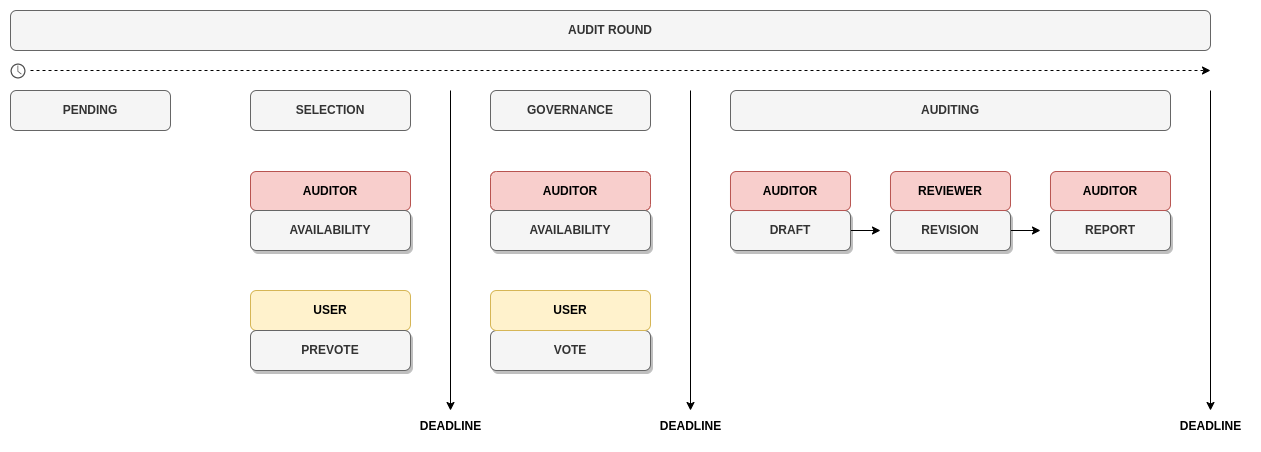 AUDIT ROUND
PENDING
SELECTION
GOVERNANCE
AUDITING
AUDITOR
AUDITOR
AUDITOR
REVIEWER
AUDITOR
AVAILABILITY
AVAILABILITY
DRAFT
REVISION
REPORT
USER
USER
PREVOTE
VOTE
DEADLINE
DEADLINE
DEADLINE